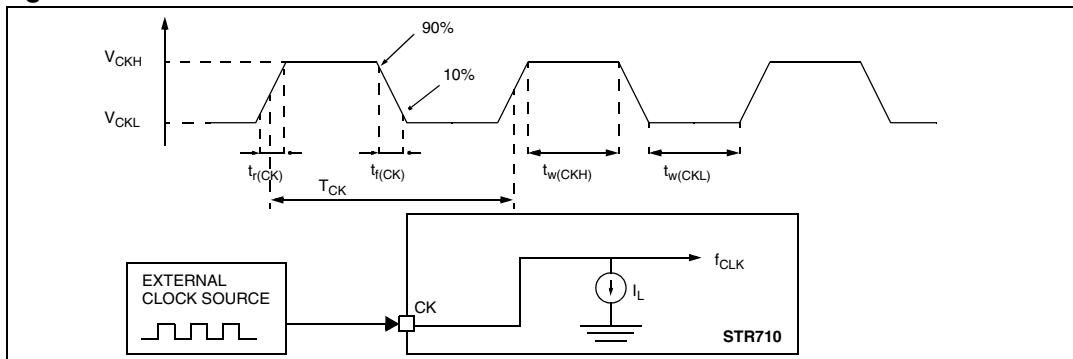 90%
V_CKH
10%
V_CKL
t_r(CK)
t_f(CK)
t_w(CKH)
t_w(CKL)
T_CK
f_CLK
EXTERNAL
CLOCK SOURCE
I_L
CK
STR710